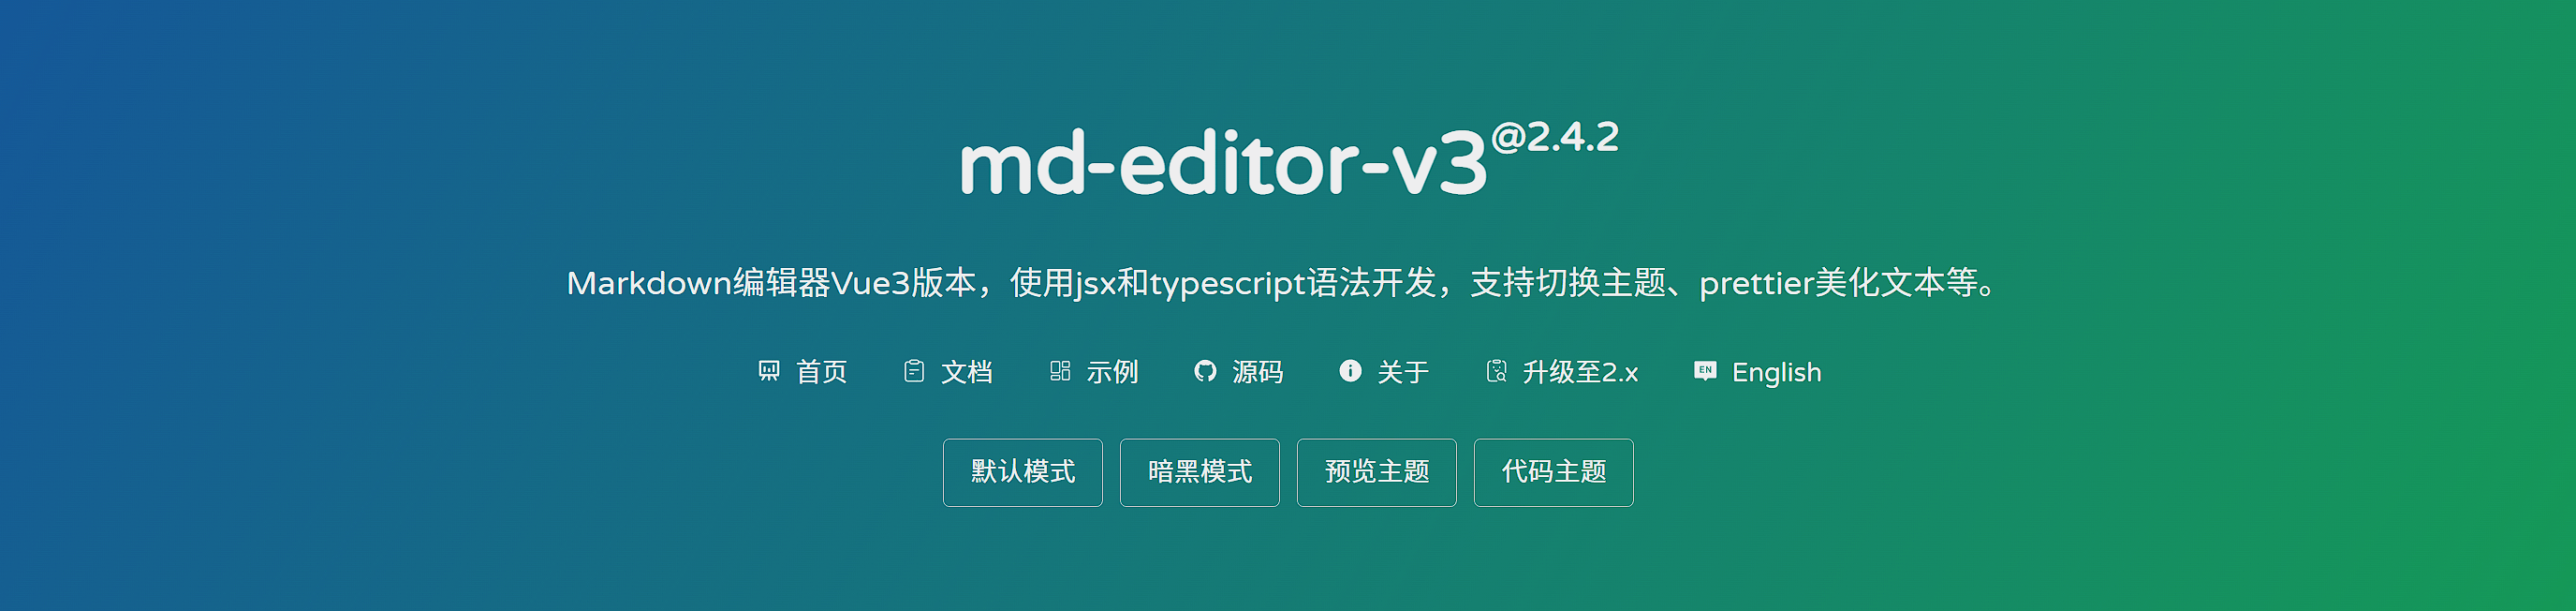 md-editor-v3@2.4.2
Markdown编辑器Vue3版本，使用jsx和typescript语法开发，支持切换主题、prettier美化文本等。
首页 文档 示例 源码 关于 升级至2.x EN English
默认模式 暗黑模式 预览主题 代码主题